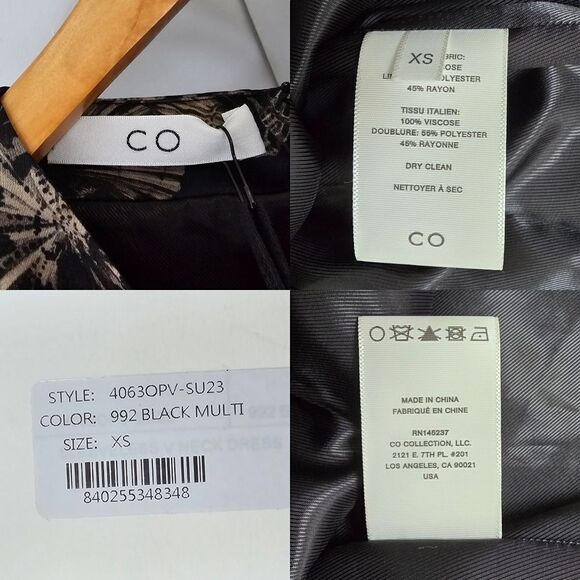 CO
XS
45% RAYON
TISSU ITALIEN:
100% VISCOSE
DOUBLURE: 55% POLYESTER
45% RAYONNE
DRY CLEAN
NETTOYER À SEC
CO
STYLE: 4063OPV-SU23
COLOR: 992 BLACK MULTI
SIZE: XS
840255348348
MADE IN CHINA
FABRIQUÉ EN CHINE
RN145237
CO COLLECTION, LLC.
2121 E. 7TH PL. #201
LOS ANGELES, CA 90021
USA